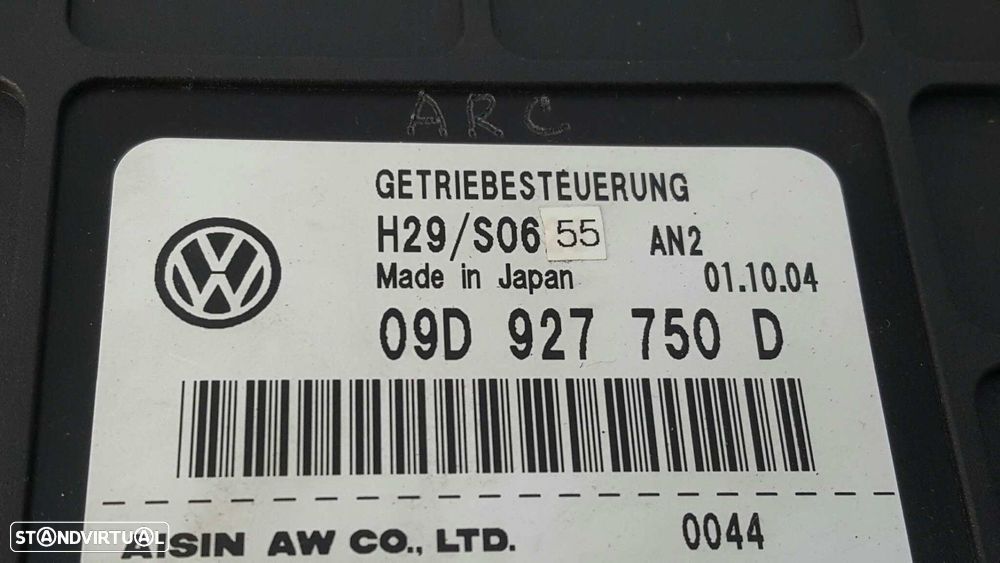 ARC
GETRIEBESTEUERUNG
H29/S06 55 AN2
Made in Japan 01.10.04
09D 927 750 D
AISIN AW CO., LTD. 0044
STANDVIRTUAL